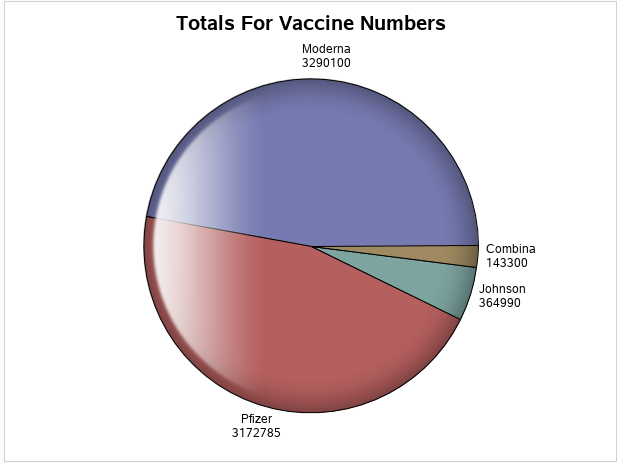 Totals For Vaccine Numbers
Moderna
3290100
Combina
143300
Johnson
364990
Pfizer
3172785